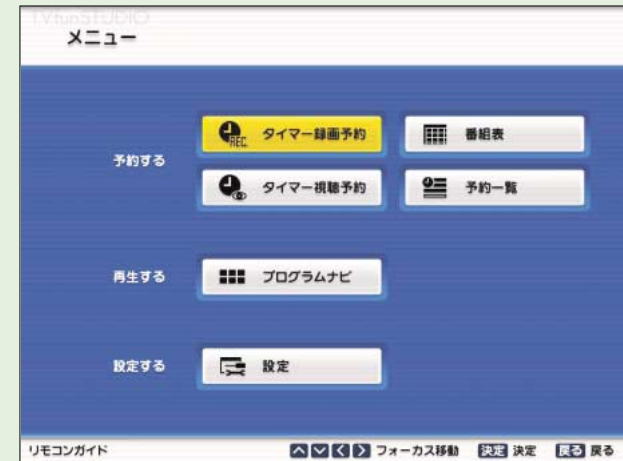 TVfunSTUDIO
メニュー
予約する
REC
タイマー録画予約
番組表
タイマー視聴予約
予約一覧
再生する
プログラムナビ
設定する
設定
リモコンガイド
フォーカス移動 決定 決定 戻る 戻る